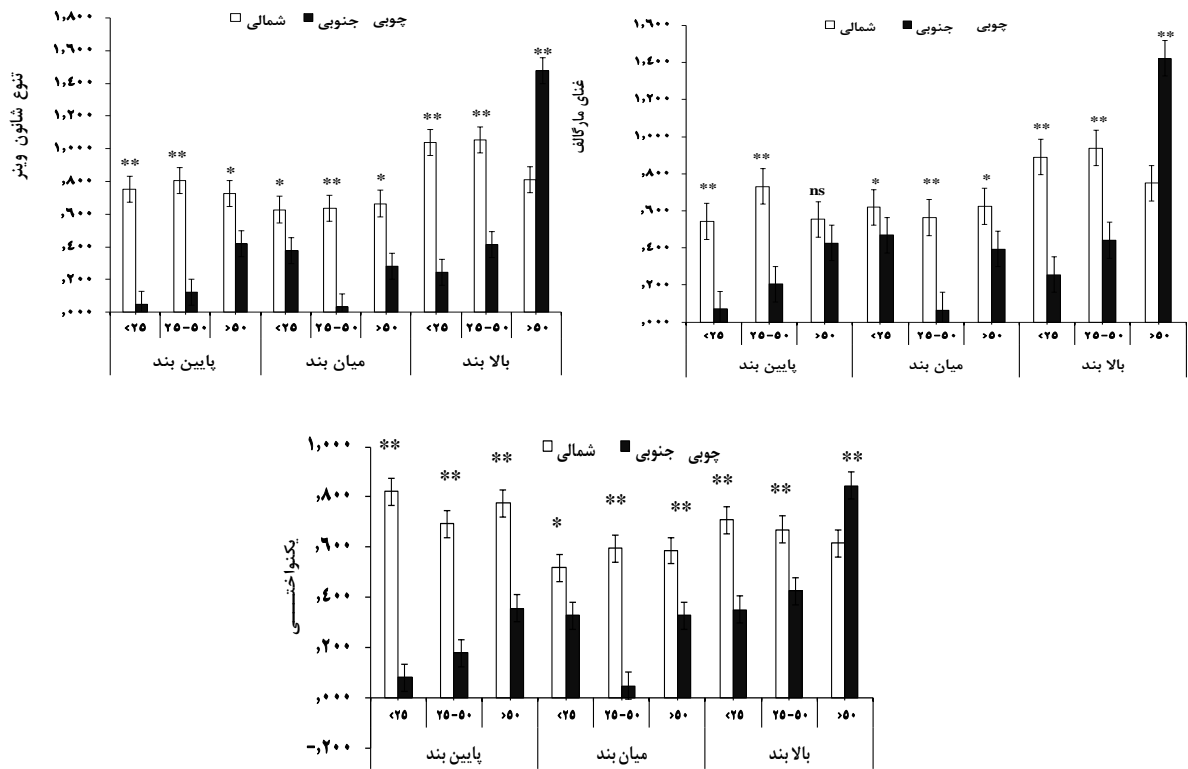 شمالی جنوبی چوبی
تنوع شانون وینر
۱,۸۰۰
۱,۶۰۰
۱,۴۰۰
۱,۲۰۰
۱,۰۰۰
,۸۰۰
,۶۰۰
,۴۰۰
,۲۰۰
,۰۰۰
** ** * * ** * ** ** **
<۲۵ ۲۵-۵۰ >۵۰ <۲۵ ۲۵-۵۰ >۵۰ <۲۵ ۲۵-۵۰ >۵۰
پایین بند میان بند بالا بند
شمالی جنوبی چوبی
غنای مارگالف
۱,۶۰۰
۱,۴۰۰
۱,۲۰۰
۱,۰۰۰
,۸۰۰
,۶۰۰
,۴۰۰
,۲۰۰
,۰۰۰
** ** ns * ** * ** ** **
<۲۵ ۲۵-۵۰ >۵۰ <۲۵ ۲۵-۵۰ >۵۰ <۲۵ ۲۵-۵۰ >۵۰
پایین بند میان بند بالا بند
شمالی جنوبی چوبی
یکنواختی
۱,۰۰۰
,۸۰۰
,۶۰۰
,۴۰۰
,۲۰۰
,۰۰۰
-,۲۰۰
** ** ** * ** ** ** ** **
<۲۵ ۲۵-۵۰ >۵۰ <۲۵ ۲۵-۵۰ >۵۰ <۲۵ ۲۵-۵۰ >۵۰
پایین بند میان بند بالا بند